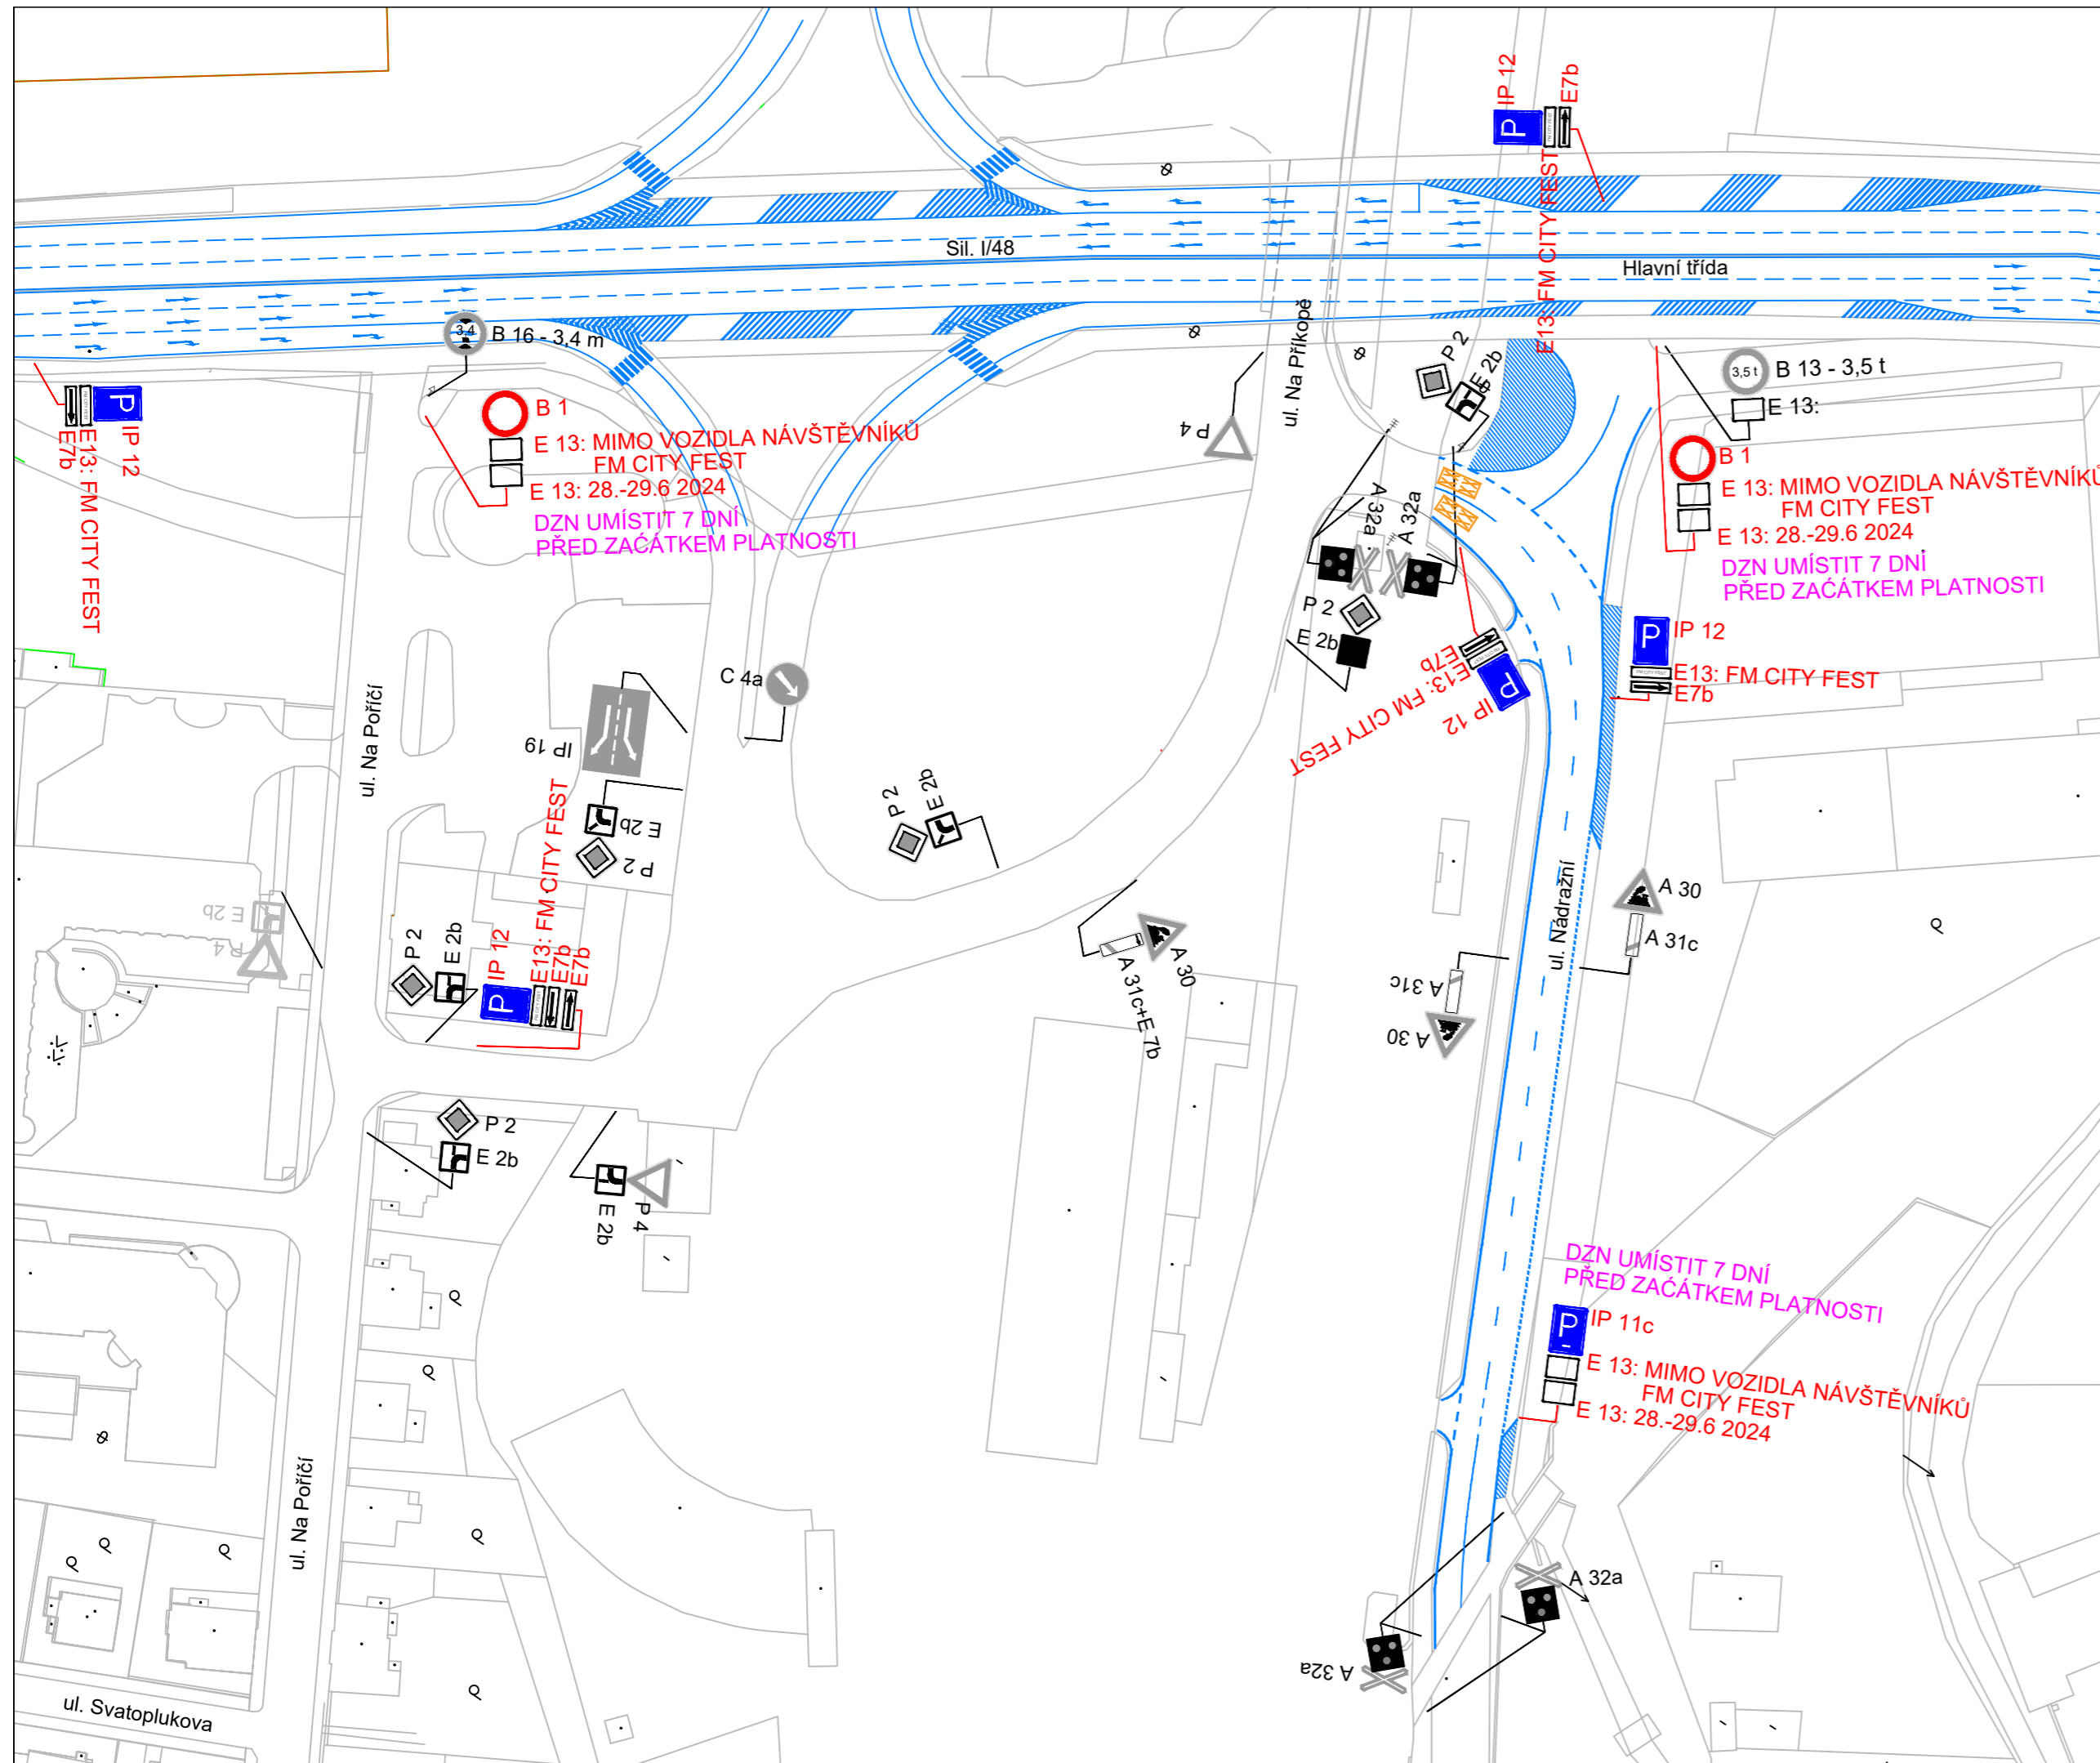 IP 12
E7b
E13: FM CITY FEST
Sil. I/48
Hlavní třída
3,4
B 16 - 3,4 m
ul. Na Příkopě
P 2
E 2b
3,5 t
B 13 - 3,5 t
E 13:
P
E7b
E13: FM CITY FEST
IP 12
B 1
E 13: MIMO VOZIDLA NÁVŠTĚVNÍKŮ
FM CITY FEST
E 13: 28.-29.6 2024
DZN UMÍSTIT 7 DNÍ
PŘED ZAĆÁTKEM PLATNOSTI
P 4
B 1
E 13: MIMO VOZIDLA NÁVŠTĚVNÍKŮ
FM CITY FEST
E 13: 28.-29.6 2024
DZN UMÍSTIT 7 DNÍ
PŘED ZAĆÁTKEM PLATNOSTI
A 32a
A 32a
P 2
E 2b
P
IP 12
E13: FM CITY FEST
E7b
E7b
E13: FM CITY FEST
IP 12
P
C 4a
ul. Na Poříčí
IP 19
E 2b
P 2
P 2
E 2b
E 2b
P 4
P 2
E 2b
P
IP 12
E13: FM CITY FEST
E7b
E7b
A 30
A 31c+E 7b
ul. Nádražní
A 30
A 31c
A 31c
A 30
P 2
E 2b
E 2b
P 4
DZN UMÍSTIT 7 DNÍ
PŘED ZAĆÁTKEM PLATNOSTI
P
IP 11c
E 13: MIMO VOZIDLA NÁVŠTĚVNÍKŮ
FM CITY FEST
E 13: 28.-29.6 2024
ul. Na Poříčí
A 32a
A 32a
ul. Svatoplukova